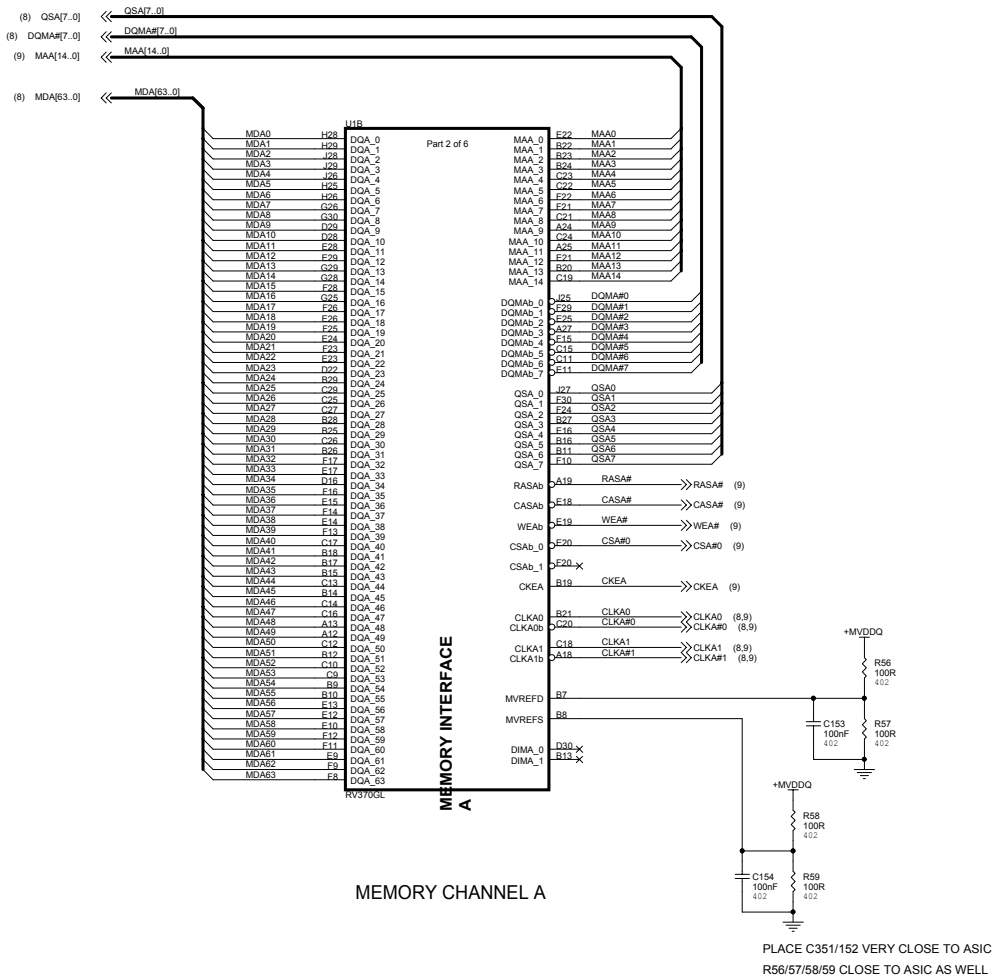 (8) QSA[7..0] QSA[7..0]
(8) DQMA#[7..0] DQMA#[7..0]
(9) MAA[14..0] MAA[14..0]
(8) MDA[63..0] MDA[63..0]
U1B
Part 2 of 6
MDA0 H28 DQA_0
MDA1 H29 DQA_1
MDA2 J28 DQA_2
MDA3 J29 DQA_3
MDA4 J26 DQA_4
MDA5 H25 DQA_5
MDA6 H26 DQA_6
MDA7 G26 DQA_7
MDA8 G30 DQA_8
MDA9 D29 DQA_9
MDA10 D28 DQA_10
MDA11 E28 DQA_11
MDA12 E29 DQA_12
MDA13 G29 DQA_13
MDA14 G28 DQA_14
MDA15 F28 DQA_15
MDA16 G25 DQA_16
MDA17 F26 DQA_17
MDA18 E26 DQA_18
MDA19 F25 DQA_19
MDA20 E24 DQA_20
MDA21 F23 DQA_21
MDA22 E23 DQA_22
MDA23 D22 DQA_23
MDA24 B29 DQA_24
MDA25 C29 DQA_25
MDA26 C25 DQA_26
MDA27 C27 DQA_27
MDA28 B28 DQA_28
MDA29 B25 DQA_29
MDA30 C26 DQA_30
MDA31 B26 DQA_31
MDA32 F17 DQA_32
MDA33 E17 DQA_33
MDA34 D16 DQA_34
MDA35 F16 DQA_35
MDA36 E15 DQA_36
MDA37 F14 DQA_37
MDA38 E14 DQA_38
MDA39 F13 DQA_39
MDA40 C17 DQA_40
MDA41 B18 DQA_41
MDA42 B17 DQA_42
MDA43 B15 DQA_43
MDA44 C13 DQA_44
MDA45 B14 DQA_45
MDA46 C14 DQA_46
MDA47 C16 DQA_47
MDA48 A13 DQA_48
MDA49 A12 DQA_49
MDA50 C12 DQA_50
MDA51 B12 DQA_51
MDA52 C10 DQA_52
MDA53 C9 DQA_53
MDA54 B9 DQA_54
MDA55 B10 DQA_55
MDA56 E13 DQA_56
MDA57 E12 DQA_57
MDA58 E10 DQA_58
MDA59 F12 DQA_59
MDA60 F11 DQA_60
MDA61 E9 DQA_61
MDA62 F9 DQA_62
MDA63 F8 DQA_63
RV370GL
MEMORY INTERFACE
A
MAA_0 E22 MAA0
MAA_1 B22 MAA1
MAA_2 B23 MAA2
MAA_3 B24 MAA3
MAA_4 C23 MAA4
MAA_5 C22 MAA5
MAA_6 F22 MAA6
MAA_7 F21 MAA7
MAA_8 C21 MAA8
MAA_9 A24 MAA9
MAA_10 C24 MAA10
MAA_11 A25 MAA11
MAA_12 E21 MAA12
MAA_13 B20 MAA13
MAA_14 C19 MAA14
DQMAb_0 J25 DQMA#0
DQMAb_1 F29 DQMA#1
DQMAb_2 E25 DQMA#2
DQMAb_3 A27 DQMA#3
DQMAb_4 F15 DQMA#4
DQMAb_5 C15 DQMA#5
DQMAb_6 C11 DQMA#6
DQMAb_7 E11 DQMA#7
QSA_0 J27 QSA0
QSA_1 F30 QSA1
QSA_2 F24 QSA2
QSA_3 B27 QSA3
QSA_4 E16 QSA4
QSA_5 B16 QSA5
QSA_6 B11 QSA6
QSA_7 F10 QSA7
RASAb A19 RASA# RASA# (9)
CASAb E18 CASA# CASA# (9)
WEAb E19 WEA# WEA# (9)
CSAb_0 E20 CSA#0 CSA#0 (9)
CSAb_1 F20
CKEA B19 CKEA CKEA (9)
CLKA0 B21 CLKA0 CLKA0 (8,9)
CLKA0b C20 CLKA#0 CLKA#0 (8,9)
CLKA1 C18 CLKA1 CLKA1 (8,9)
CLKA1b A18 CLKA#1 CLKA#1 (8,9)
MVREFD B7
MVREFS B8
DIMA_0 D30
DIMA_1 B13
+MVDDQ
R56
100R
402
C153
100nF
402
R57
100R
402
+MVDDQ
R58
100R
402
C154
100nF
402
R59
100R
402
MEMORY CHANNEL A
PLACE C351/152 VERY CLOSE TO ASIC
R56/57/58/59 CLOSE TO ASIC AS WELL